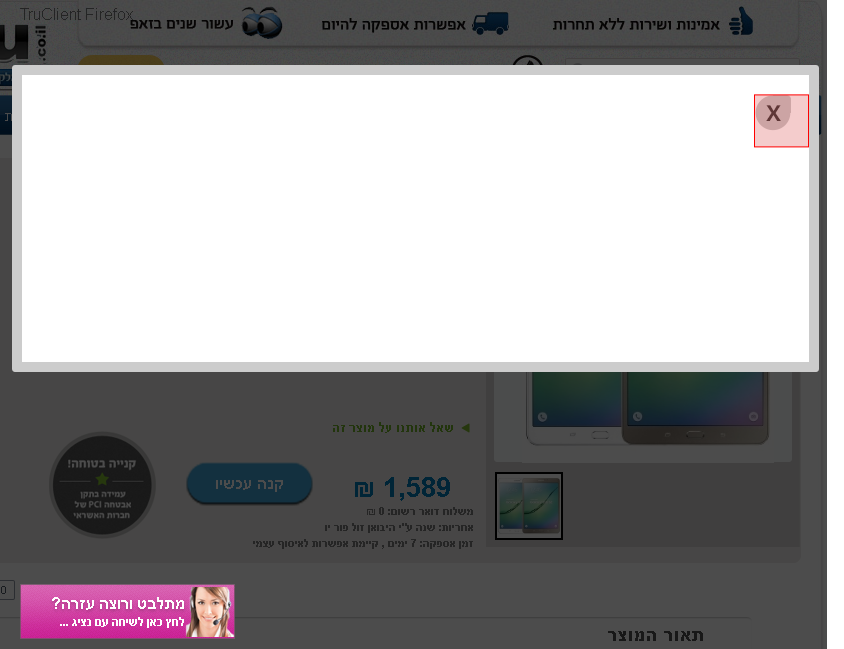 TruClient Firefox
אמינות ושירות ללא תחרות
אפשרות אספקה להיום
עשור שנים בזאפ
.co.il
X
שאל אותנו על מוצר זה
1,589 ₪
קנה עכשיו
קנייה בטוחה!
עמידה בתקן
אבטחה PCI של
חברות האשראי
משלוח דואר רשום: 0 ₪
אחריות: שנה ע"י היבואן זול פור יו
זמן אספקה: 7 ימים , קיימת אפשרות לאיסוף עצמי
0
מתלבט ורוצה עזרה?
לחץ כאן לשיחה עם נציג ...
תאור המוצר